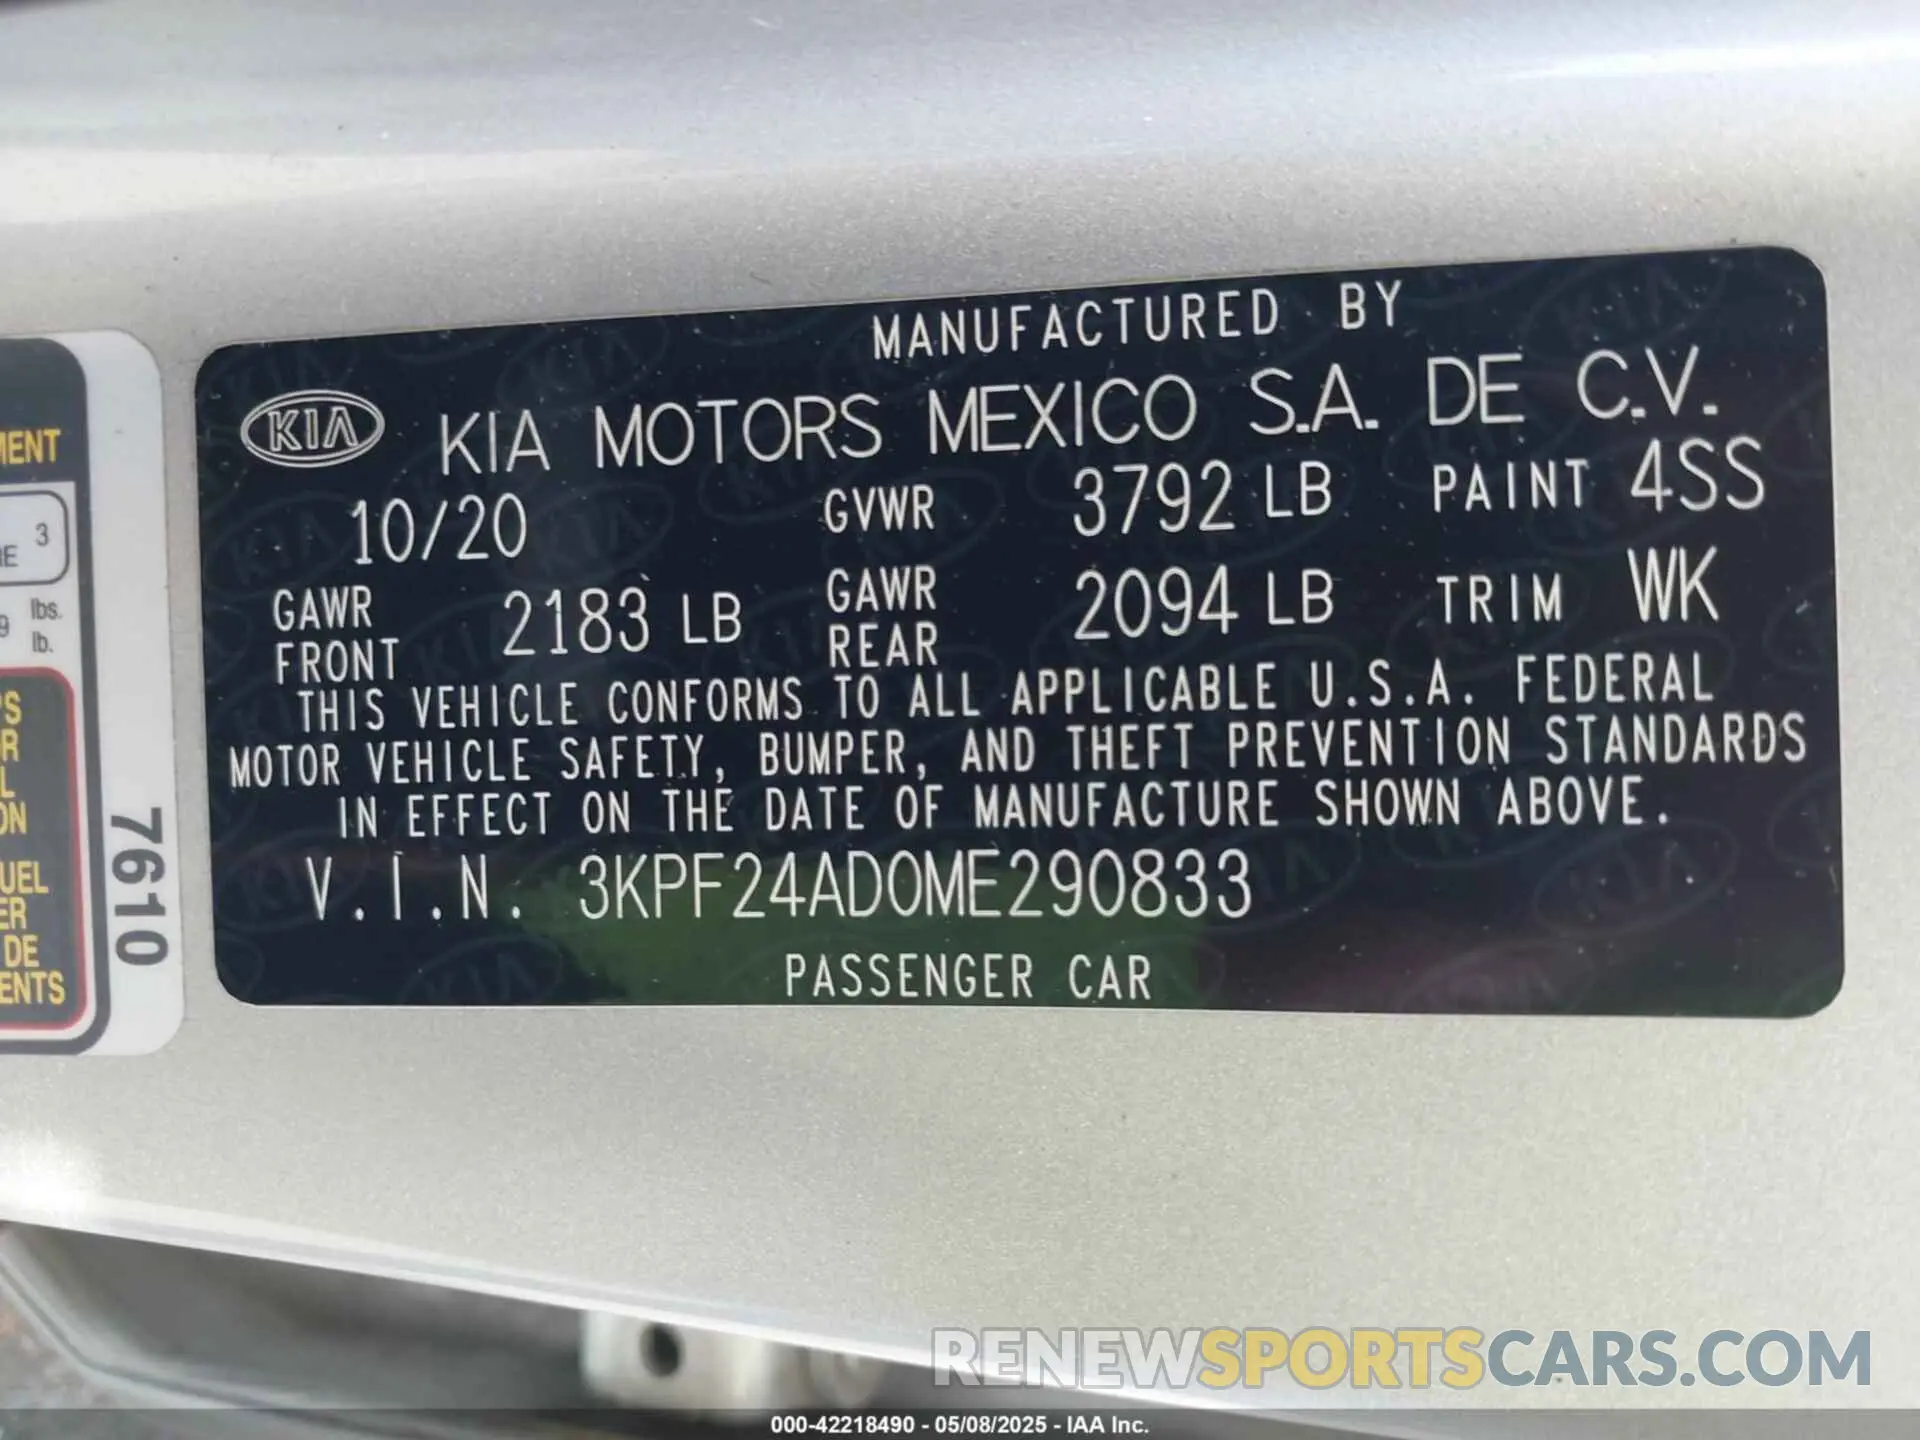 MANUFACTURED BY
KIA KIA MOTORS MEXICO S.A. DE C.V.
10/20 GVWR 3792 LB PAINT 4SS
GAWR FRONT 2183 LB GAWR REAR 2094 LB TRIM WK
THIS VEHICLE CONFORMS TO ALL APPLICABLE U.S.A. FEDERAL
MOTOR VEHICLE SAFETY, BUMPER, AND THEFT PREVENTION STANDARDS
IN EFFECT ON THE DATE OF MANUFACTURE SHOWN ABOVE.
V.I.N. 3KPF24AD0ME290833
PASSENGER CAR
3
lbs.
lb.
DE
7610
RENEWSPORTSCARS.COM
000-42218490 - 05/08/2025 - IAA Inc.